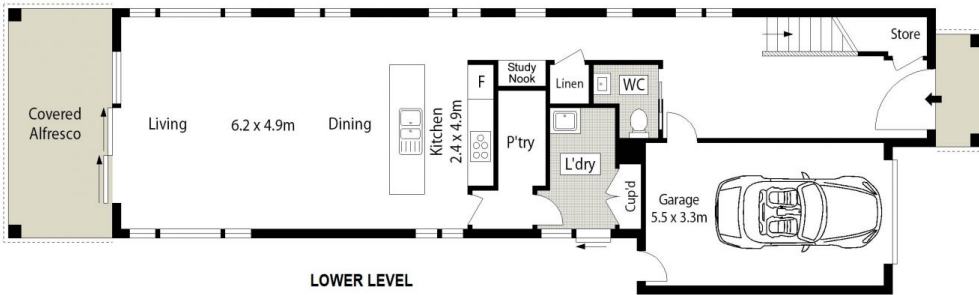 Store
Study
Nook
F
Linen
WC
Covered
Alfresco
Living
6.2 x 4.9m
Dining
Kitchen
2.4 x 4.9m
P'try
L'dry
Cup'd
Garage
5.5 x 3.3m
LOWER LEVEL